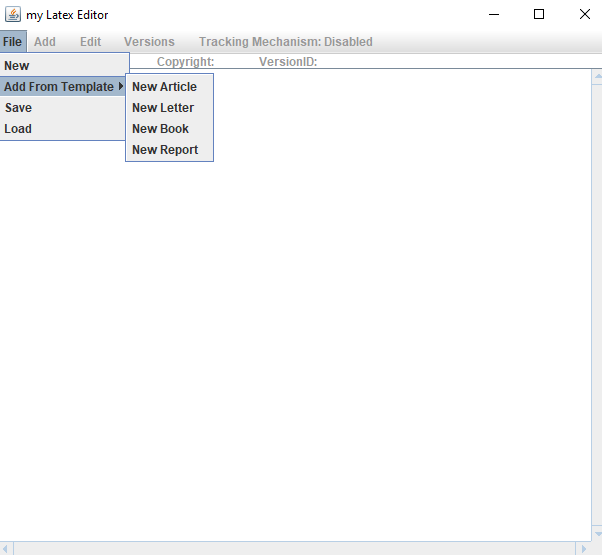 my Latex Editor
File Add Edit Versions Tracking Mechanism: Disabled
Copyright: VersionID:
New
Add From Template
Save
Load
New Article
New Letter
New Book
New Report